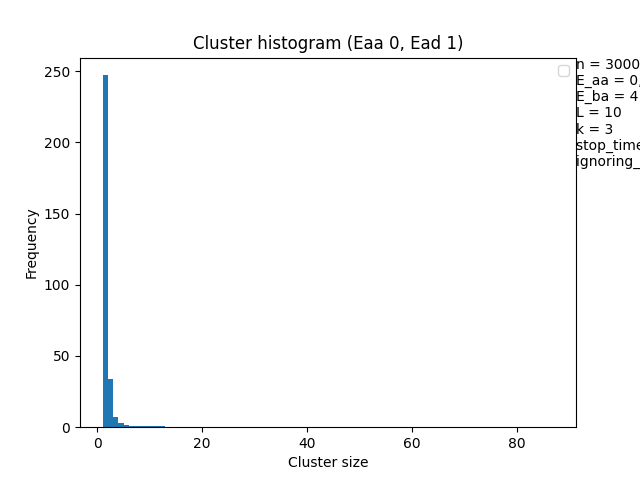 Cluster histogram (Eaa 0, Ead 1)
n = 3000
E_aa = 0,
E_ba = 4
L = 10
k = 3
stop_time
ignoring_
250
200
150
100
50
0
Frequency
0 20 40 60 80
Cluster size